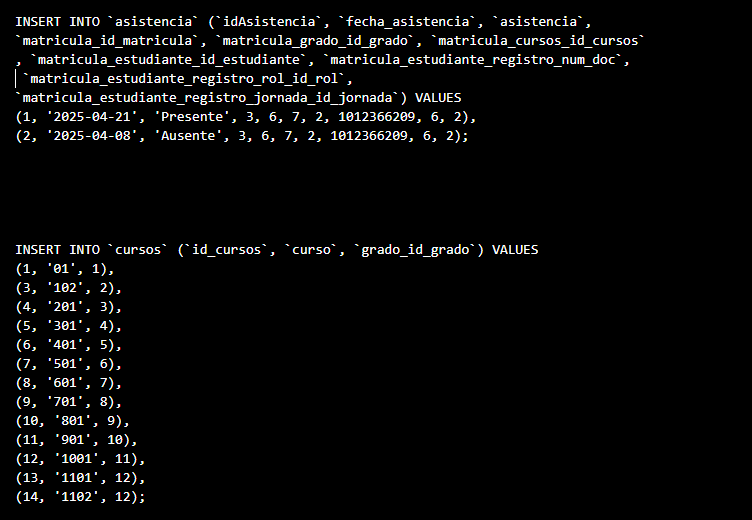 INSERT INTO `asistencia` (`idAsistencia`, `fecha_asistencia`, `asistencia`,
`matricula_id_matricula`, `matricula_grado_id_grado`, `matricula_cursos_id_cursos`
, `matricula_estudiante_id_estudiante`, `matricula_estudiante_registro_num_doc`,
`matricula_estudiante_registro_rol_id_rol`,
`matricula_estudiante_registro_jornada_id_jornada`) VALUES
(1, '2025-04-21', 'Presente', 3, 6, 7, 2, 1012366209, 6, 2),
(2, '2025-04-08', 'Ausente', 3, 6, 7, 2, 1012366209, 6, 2);
INSERT INTO `cursos` (`id_cursos`, `curso`, `grado_id_grado`) VALUES
(1, '01', 1),
(3, '102', 2),
(4, '201', 3),
(5, '301', 4),
(6, '401', 5),
(7, '501', 6),
(8, '601', 7),
(9, '701', 8),
(10, '801', 9),
(11, '901', 10),
(12, '1001', 11),
(13, '1101', 12),
(14, '1102', 12);